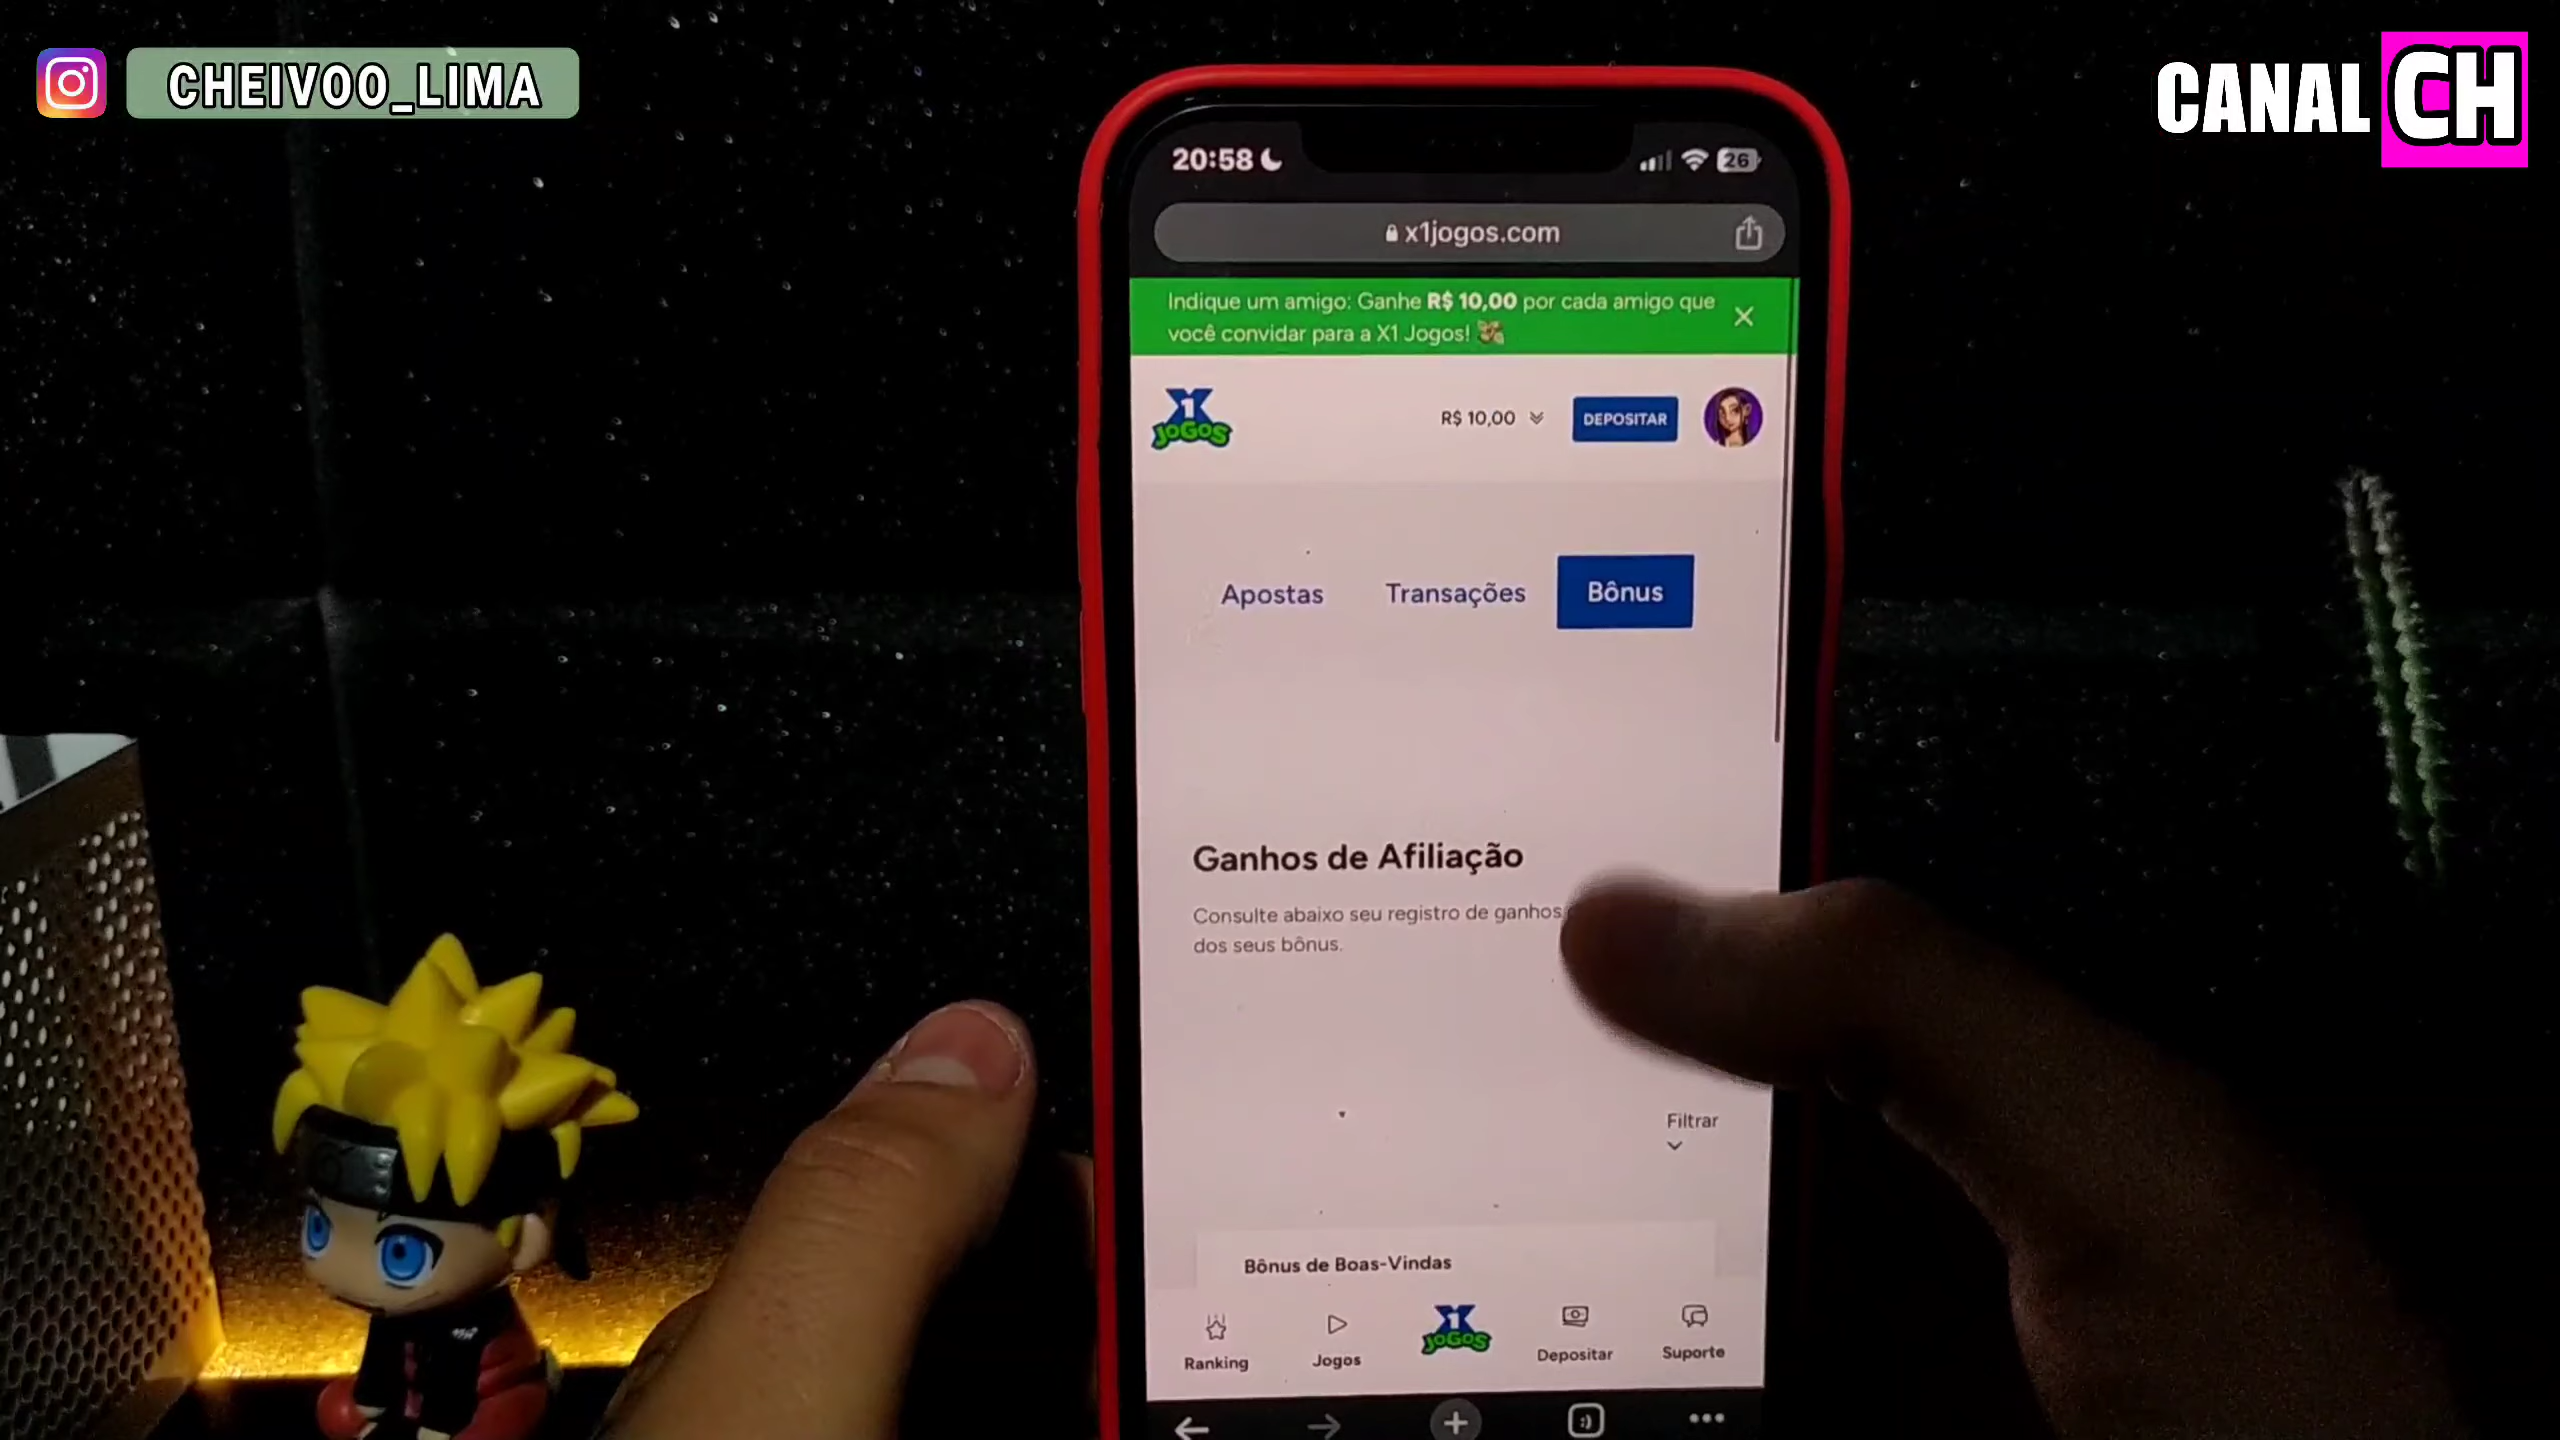 CHEIVOO_LIMA
CANAL CH
20:58
26
x1jogos.com
Indique um amigo: Ganhe R$ 10,00 por cada amigo que
você convidar para a X1 Jogos!
X1
JOGOS
R$ 10,00
DEPOSITAR
Apostas
Transações
Bônus
Ganhos de Afiliação
Consulte abaixo seu registro de ganhos
dos seus bônus.
Filtrar
Bônus de Boas-Vindas
X1
JOGOS
Ranking
Jogos
Depositar
Suporte
:)